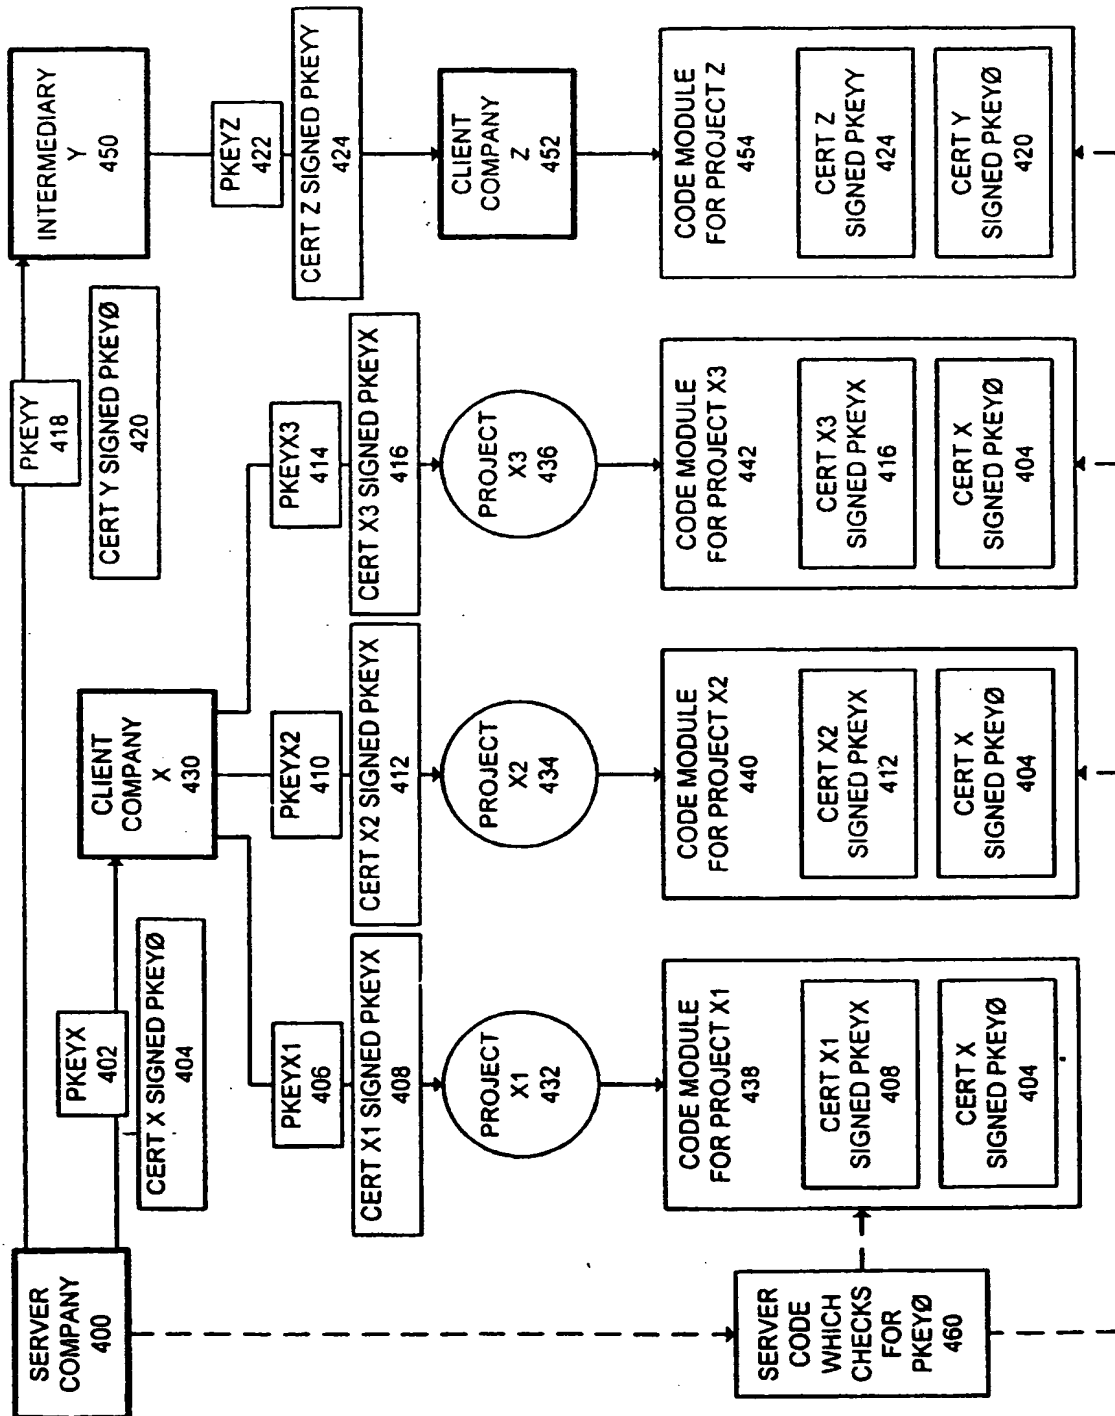 SERVER
COMPANY
400
PKEYX
402
CERT X SIGNED PKEYØ
404
CLIENT
COMPANY
X
430
PKEYY
418
CERT Y SIGNED PKEYØ
420
INTERMEDIARY
Y
450
PKEYX1
406
CERT X1 SIGNED PKEYX
408
PKEYX2
410
CERT X2 SIGNED PKEYX
412
PKEYX3
414
CERT X3 SIGNED PKEYX
416
PKEYZ
422
CERT Z SIGNED PKEYY
424
PROJECT
X1
432
PROJECT
X2
434
PROJECT
X3
436
CLIENT
COMPANY
Z
452
SERVER
CODE
WHICH
CHECKS
FOR
PKEYØ
460
CODE MODULE
FOR PROJECT X1
438
CERT X1
SIGNED PKEYX
408
CERT X
SIGNED PKEYØ
404
CODE MODULE
FOR PROJECT X2
440
CERT X2
SIGNED PKEYX
412
CERT X
SIGNED PKEYØ
404
CODE MODULE
FOR PROJECT X3
442
CERT X3
SIGNED PKEYX
416
CERT X
SIGNED PKEYØ
404
CODE MODULE
FOR PROJECT Z
454
CERT Z
SIGNED PKEYY
424
CERT Y
SIGNED PKEYØ
420